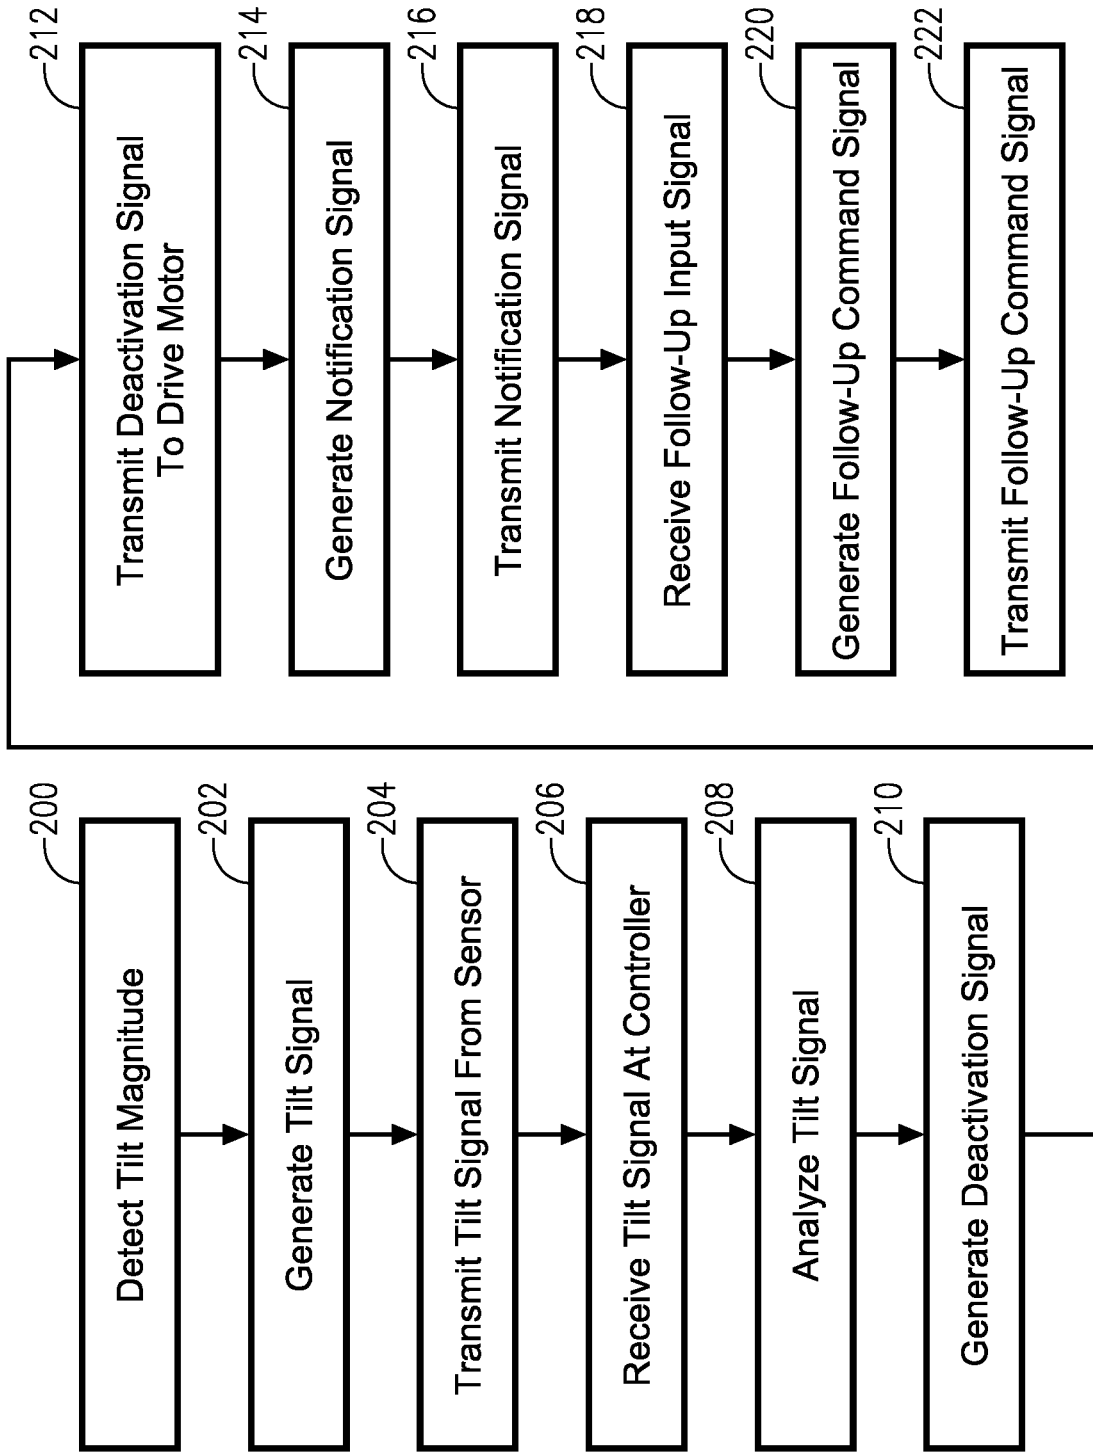 200
Detect Tilt Magnitude
202
Generate Tilt Signal
204
Transmit Tilt Signal From Sensor
206
Receive Tilt Signal At Controller
208
Analyze Tilt Signal
210
Generate Deactivation Signal
212
Transmit Deactivation Signal
To Drive Motor
214
Generate Notification Signal
216
Transmit Notification Signal
218
Receive Follow-Up Input Signal
220
Generate Follow-Up Command Signal
222
Transmit Follow-Up Command Signal